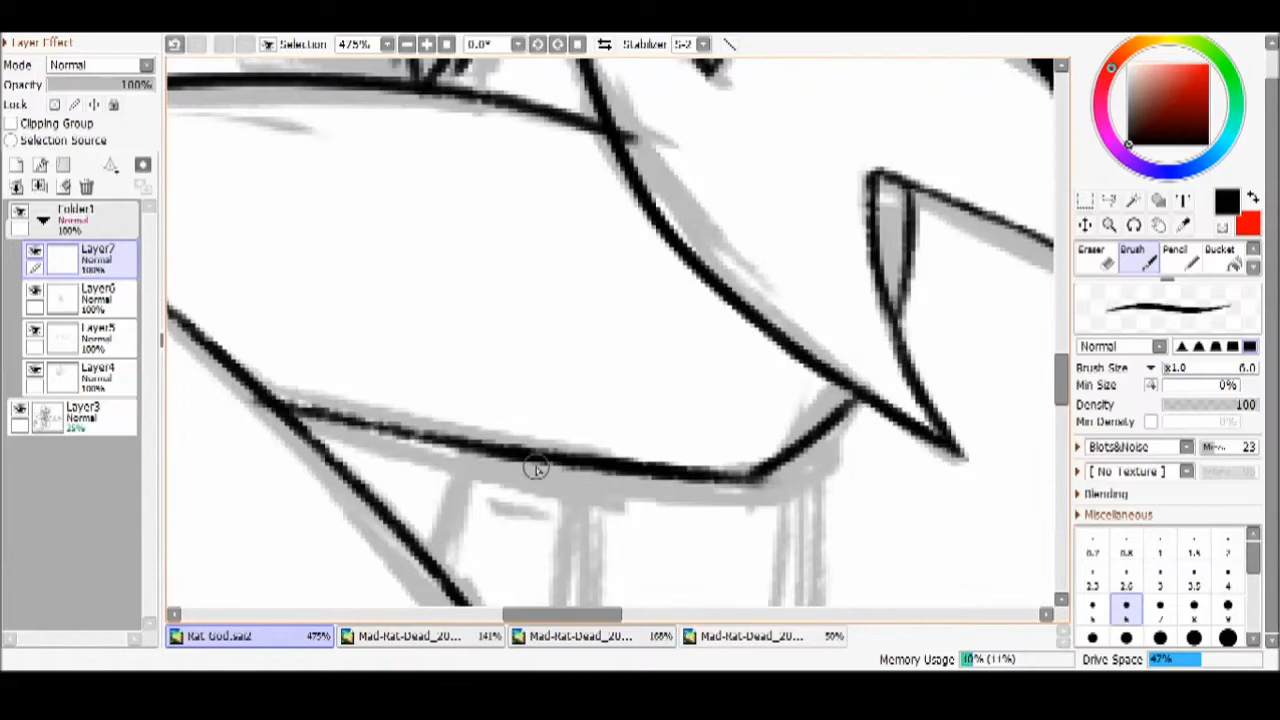 Layer Effect
Mode Normal
Opacity 100%
Lock
Clipping Group
Selection Source
Folder1
Normal
100%
Layer7
Normal
100%
Layer6
Normal
100%
Layer5
Normal
100%
Layer4
Normal
100%
Layer3
Normal
25%
Selection 475% 0.0° Stabilizer S-2
T
Eraser Brush Pencil Bucket
Normal
Brush Size x1.0 6.0
Min Size 0%
Density 100
Min Density 0%
Blots&Noise 23
[ No Texture ]
Blending
Miscellaneous
0.7 0.8 1 1.5 2
2.3 2.6 3 3.5 4
Rat God.sai2 475% Mad-Rat-Dead_20... 141% Mad-Rat-Dead_20... 165% Mad-Rat-Dead_20... 50%
Memory Usage 10% (11%) Drive Space 47%